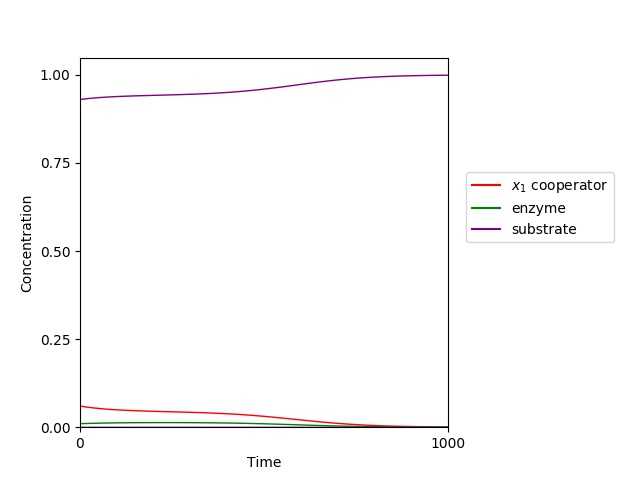 1.00
0.75
0.50
0.25
0.00
Concentration
0
1000
Time
x₁ cooperator
enzyme
substrate